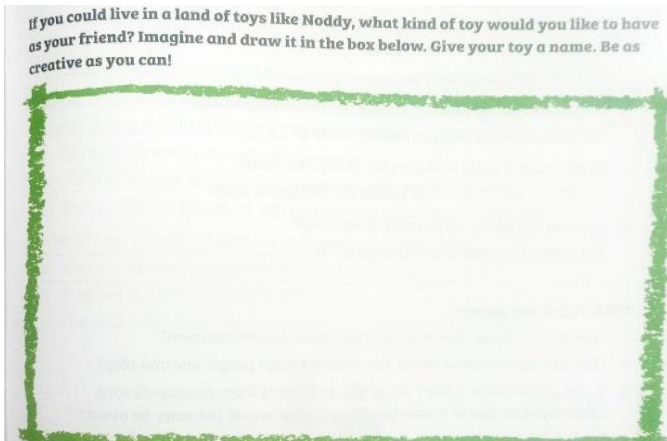 If you could live in a land of toys like Noddy, what kind of toy would you like to have
as your friend? Imagine and draw it in the box below. Give your toy a name. Be as
creative as you can!